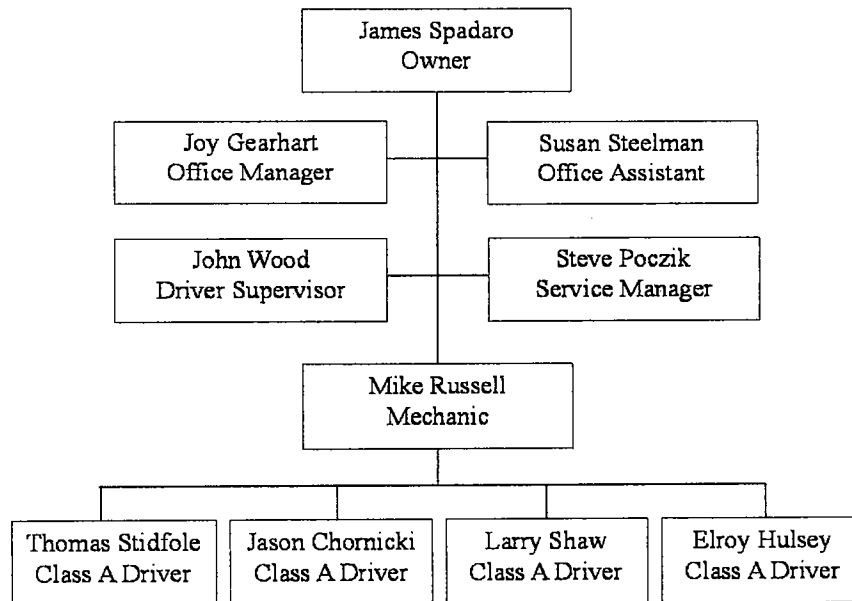 James Spadaro
Owner
Joy Gearhart
Office Manager
Susan Steelman
Office Assistant
John Wood
Driver Supervisor
Steve Poczik
Service Manager
Mike Russell
Mechanic
Thomas Stidfole
Class A Driver
Jason Chornicki
Class A Driver
Larry Shaw
Class A Driver
Elroy Hulsey
Class A Driver